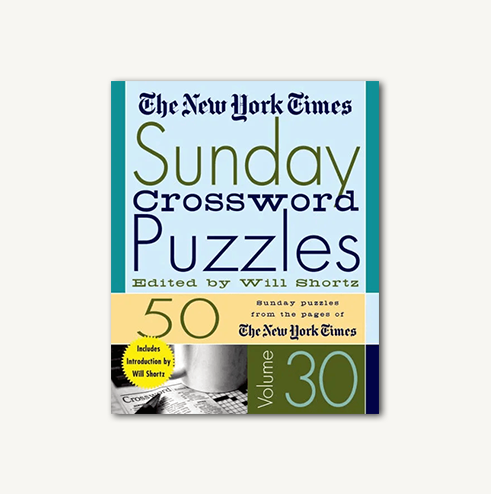 The New York Times
Sunday
Crossword
Puzzles
Edited by Will Shortz
50
Sunday puzzles
from the pages of
The New York Times
Includes
Introduction by
Will Shortz
Crossword
Volume 30